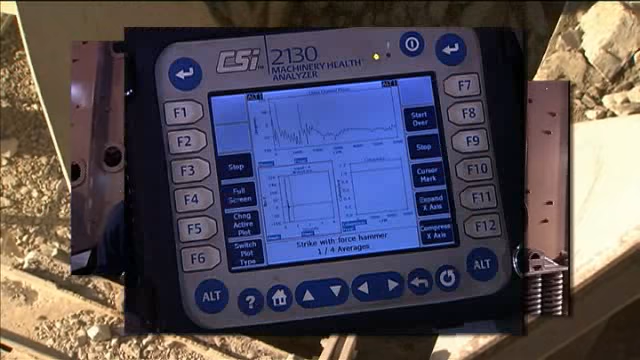 CSi 2130
MACHINERY HEALTH
ANALYZER
F1
F2
F3
F4
F5
F6
F7
F8
F9
F10
F11
F12
ALT1
ALT1
Stop
Full
Screen
Chng
Active
Plot
Switch
Plot
Type
Start
Over
Stop
Cursor
Mark
Expand
X Axis
Compress
X Axis
Strike with force hammer
1 / 4 Averages
ALT
?
ALT